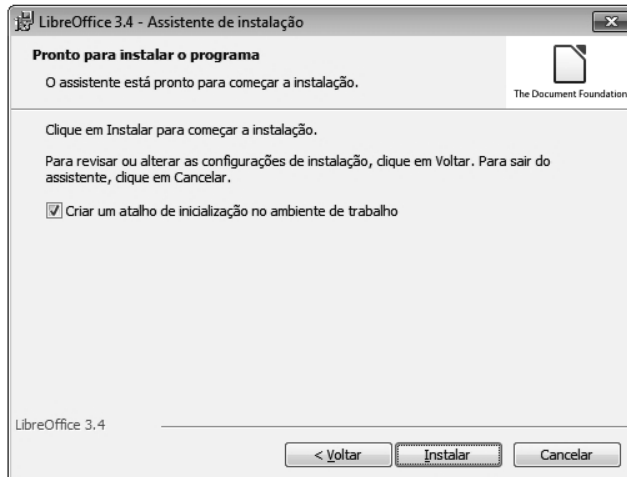 LibreOffice 3.4 - Assistente de instalação
Pronto para instalar o programa
O assistente está pronto para começar a instalação.
The Document Foundation
Clique em Instalar para começar a instalação.
Para revisar ou alterar as configurações de instalação, clique em Voltar. Para sair do
assistente, clique em Cancelar.
Criar um atalho de inicialização no ambiente de trabalho
LibreOffice 3.4
< Voltar
Instalar
Cancelar